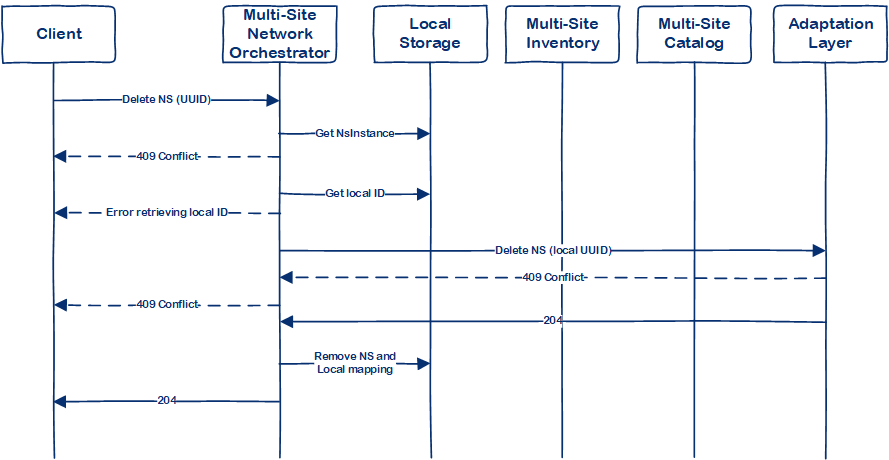 Client
Multi-Site
Network
Orchestrator
Local
Storage
Multi-Site
Inventory
Multi-Site
Catalog
Adaptation
Layer
Delete NS (UUID)
Get NsInstance
409 Conflict
Get local ID
Error retrieving local ID
Delete NS (local UUID)
409 Conflict
409 Conflict
204
Remove NS and
Local mapping
204